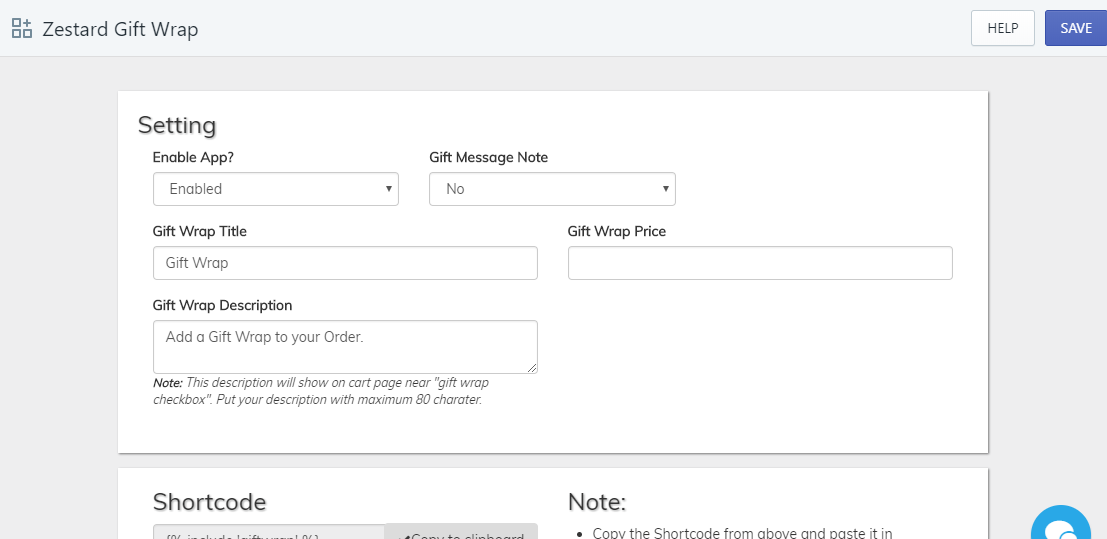 Zestard Gift Wrap
HELP
SAVE
Setting
Enable App?
Gift Message Note
Enabled
No
Gift Wrap Title
Gift Wrap Price
Gift Wrap
Gift Wrap Description
Add a Gift Wrap to your Order.
Note: This description will show on cart page near "gift wrap
checkbox". Put your description with maximum 80 charater.
Shortcode
Note:
Copy to clipboard
• Copy the Shortcode from above and paste it in